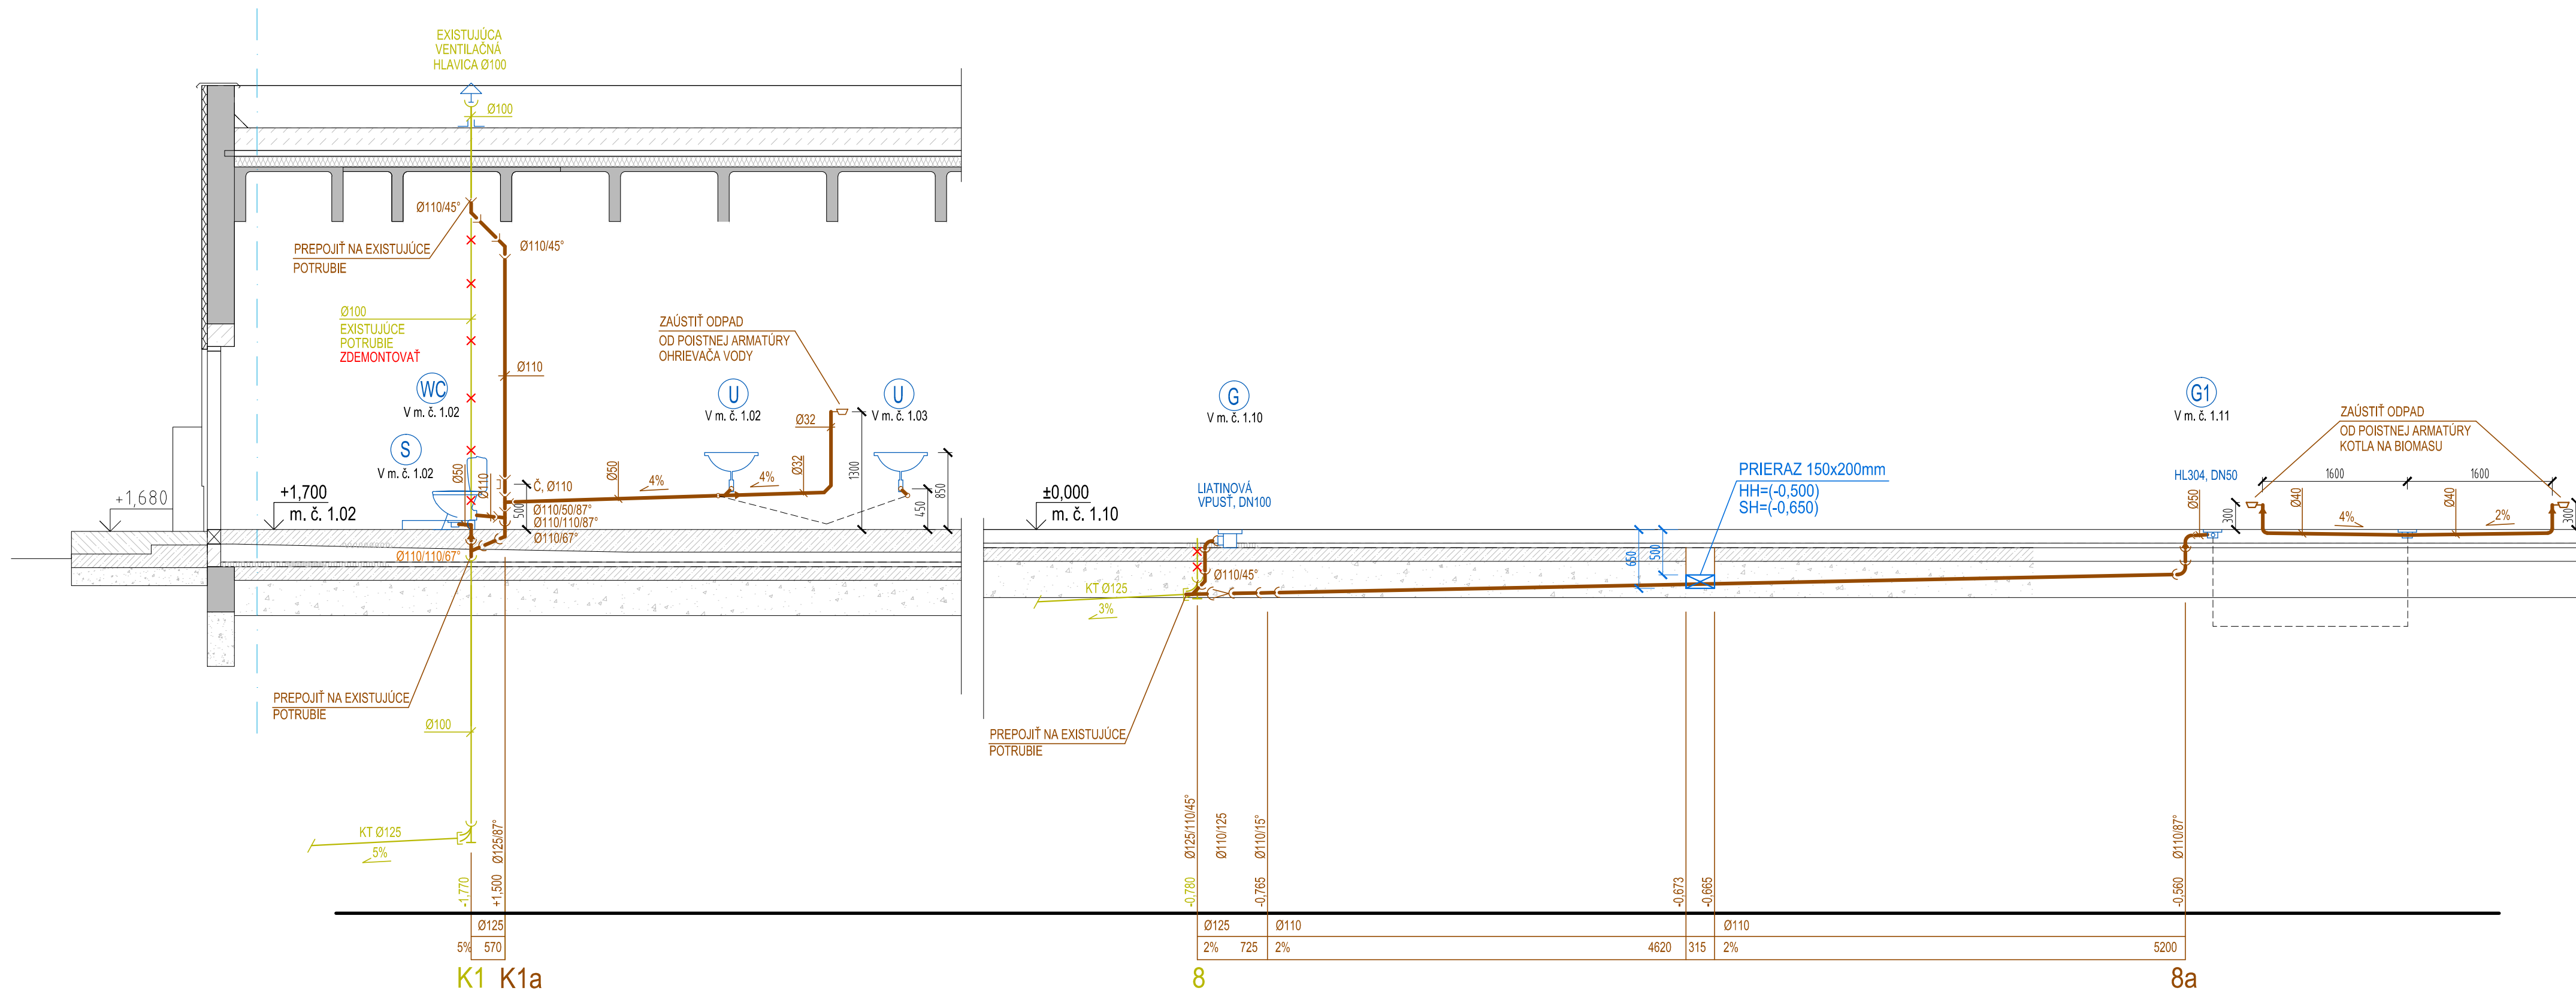 EXISTUJÚCA
VENTILAČNÁ
HLAVICA Ø100
Ø100
Ø110/45°
Ø110/45°
PREPOJIŤ NA EXISTUJÚCE
POTRUBIE
Ø100
EXISTUJÚCE
POTRUBIE
ZDEMONTOVAŤ
Ø110
ZAÚSTIŤ ODPAD
OD POISTNEJ ARMATÚRY
OHRIEVAČA VODY
WC
V m. č. 1.02
U
V m. č. 1.02
U
V m. č. 1.03
Ø32
S
V m. č. 1.02
Ø50
Ø110
Č, Ø110
500
Ø110/50/87°
Ø110/110/87°
Ø110/67°
Ø110/110/67°
Ø50
4%
4%
Ø32
1300
450
850
+1,680
+1,700
m. č. 1.02
PREPOJIŤ NA EXISTUJÚCE
POTRUBIE
Ø100
KT Ø125
5%
Ø125/87°
-1,770
+1,500
Ø125
5%
570
K1
K1a
±0,000
m. č. 1.10
G
V m. č. 1.10
LIATINOVÁ
VPUSŤ, DN100
Ø110/45°
KT Ø125
3%
PREPOJIŤ NA EXISTUJÚCE
POTRUBIE
650
500
PRIERAZ 150x200mm
HH=(-0,500)
SH=(-0,650)
G1
V m. č. 1.11
HL304, DN50
Ø50
ZAÚSTIŤ ODPAD
OD POISTNEJ ARMATÚRY
KOTLA NA BIOMASU
1600
1600
300
Ø40
4%
Ø40
2%
300
Ø125/110/45°
Ø110/125
Ø110/15°
Ø110/87°
-0,780
-0,765
-0,673
-0,665
-0,560
Ø125
Ø110
Ø110
2%
725
2%
4620
315
2%
5200
8
8a